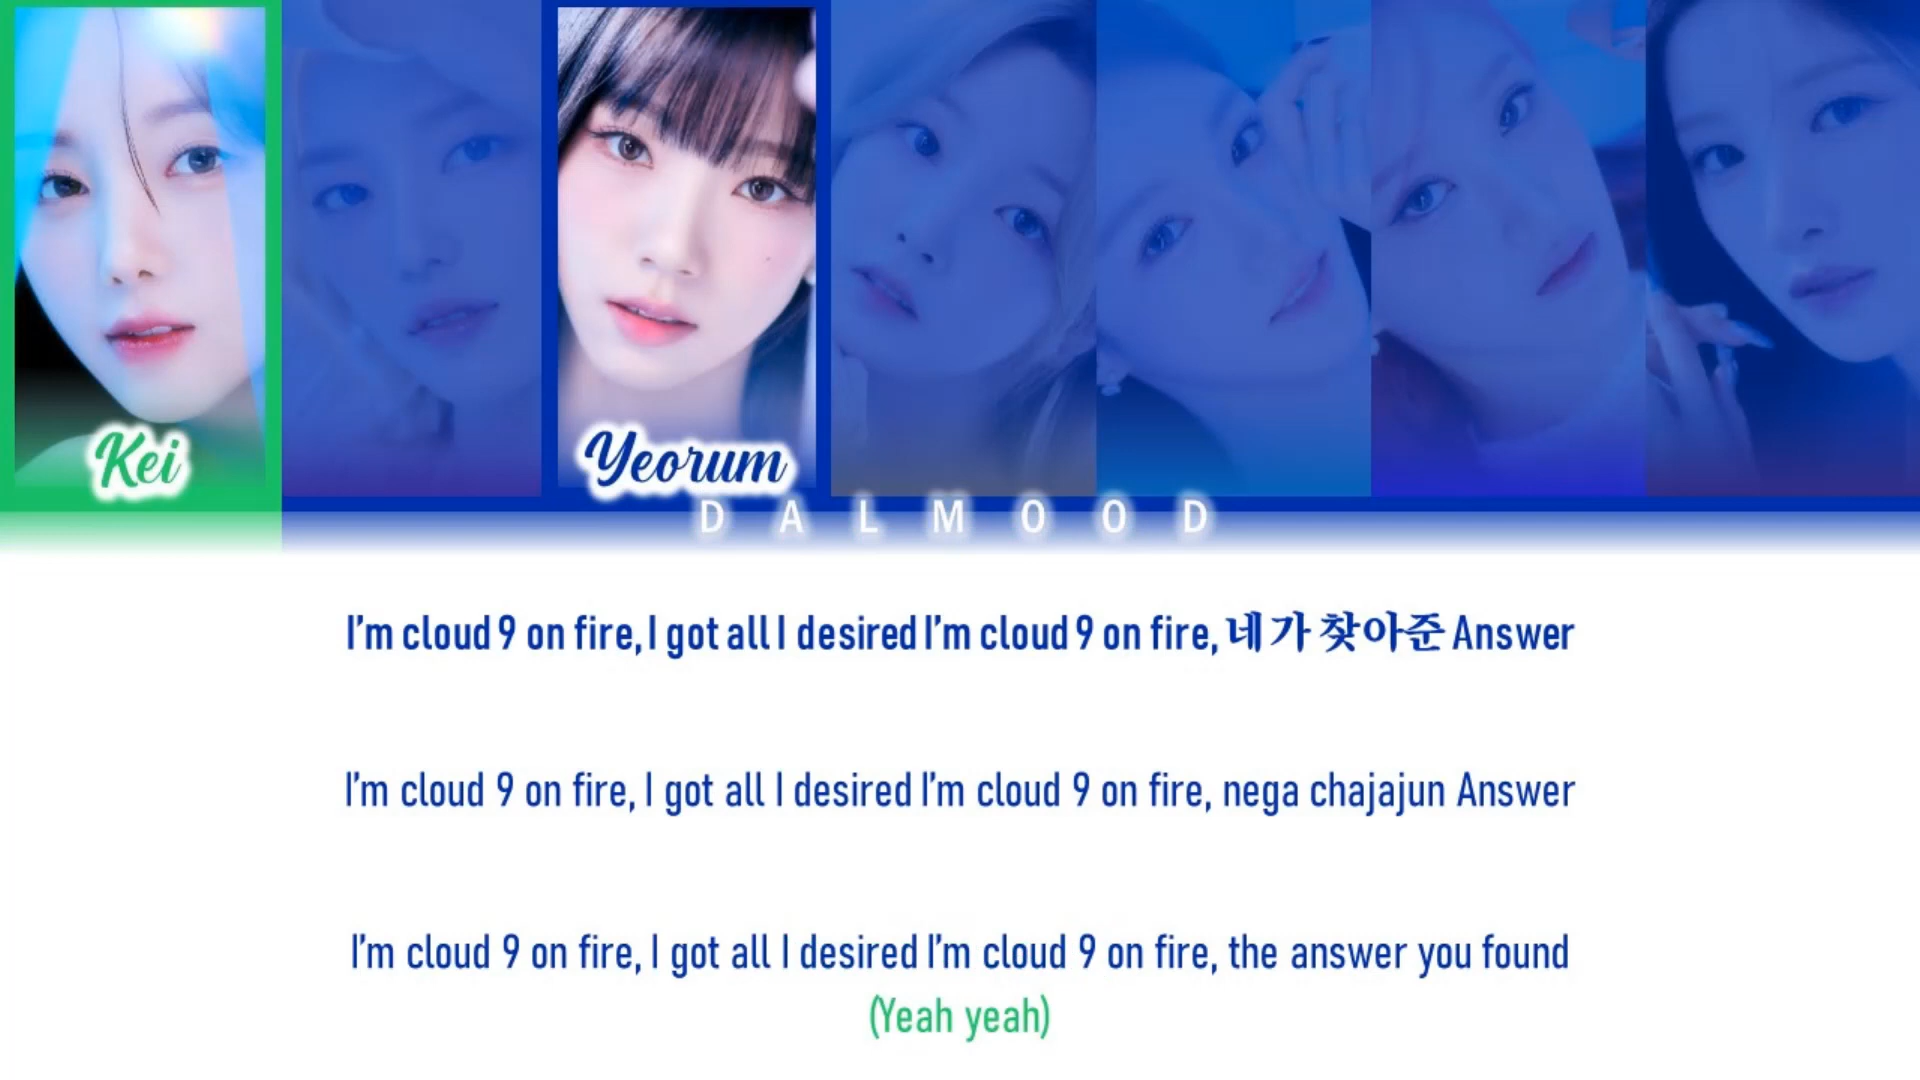 Kei
Yeorum
DALMOOD
I'm cloud 9 on fire, I got all I desired I'm cloud 9 on fire, 네가 찾아준 Answer
I'm cloud 9 on fire, I got all I desired I'm cloud 9 on fire, nega chajajun Answer
I'm cloud 9 on fire, I got all I desired I'm cloud 9 on fire, the answer you found
(Yeah yeah)